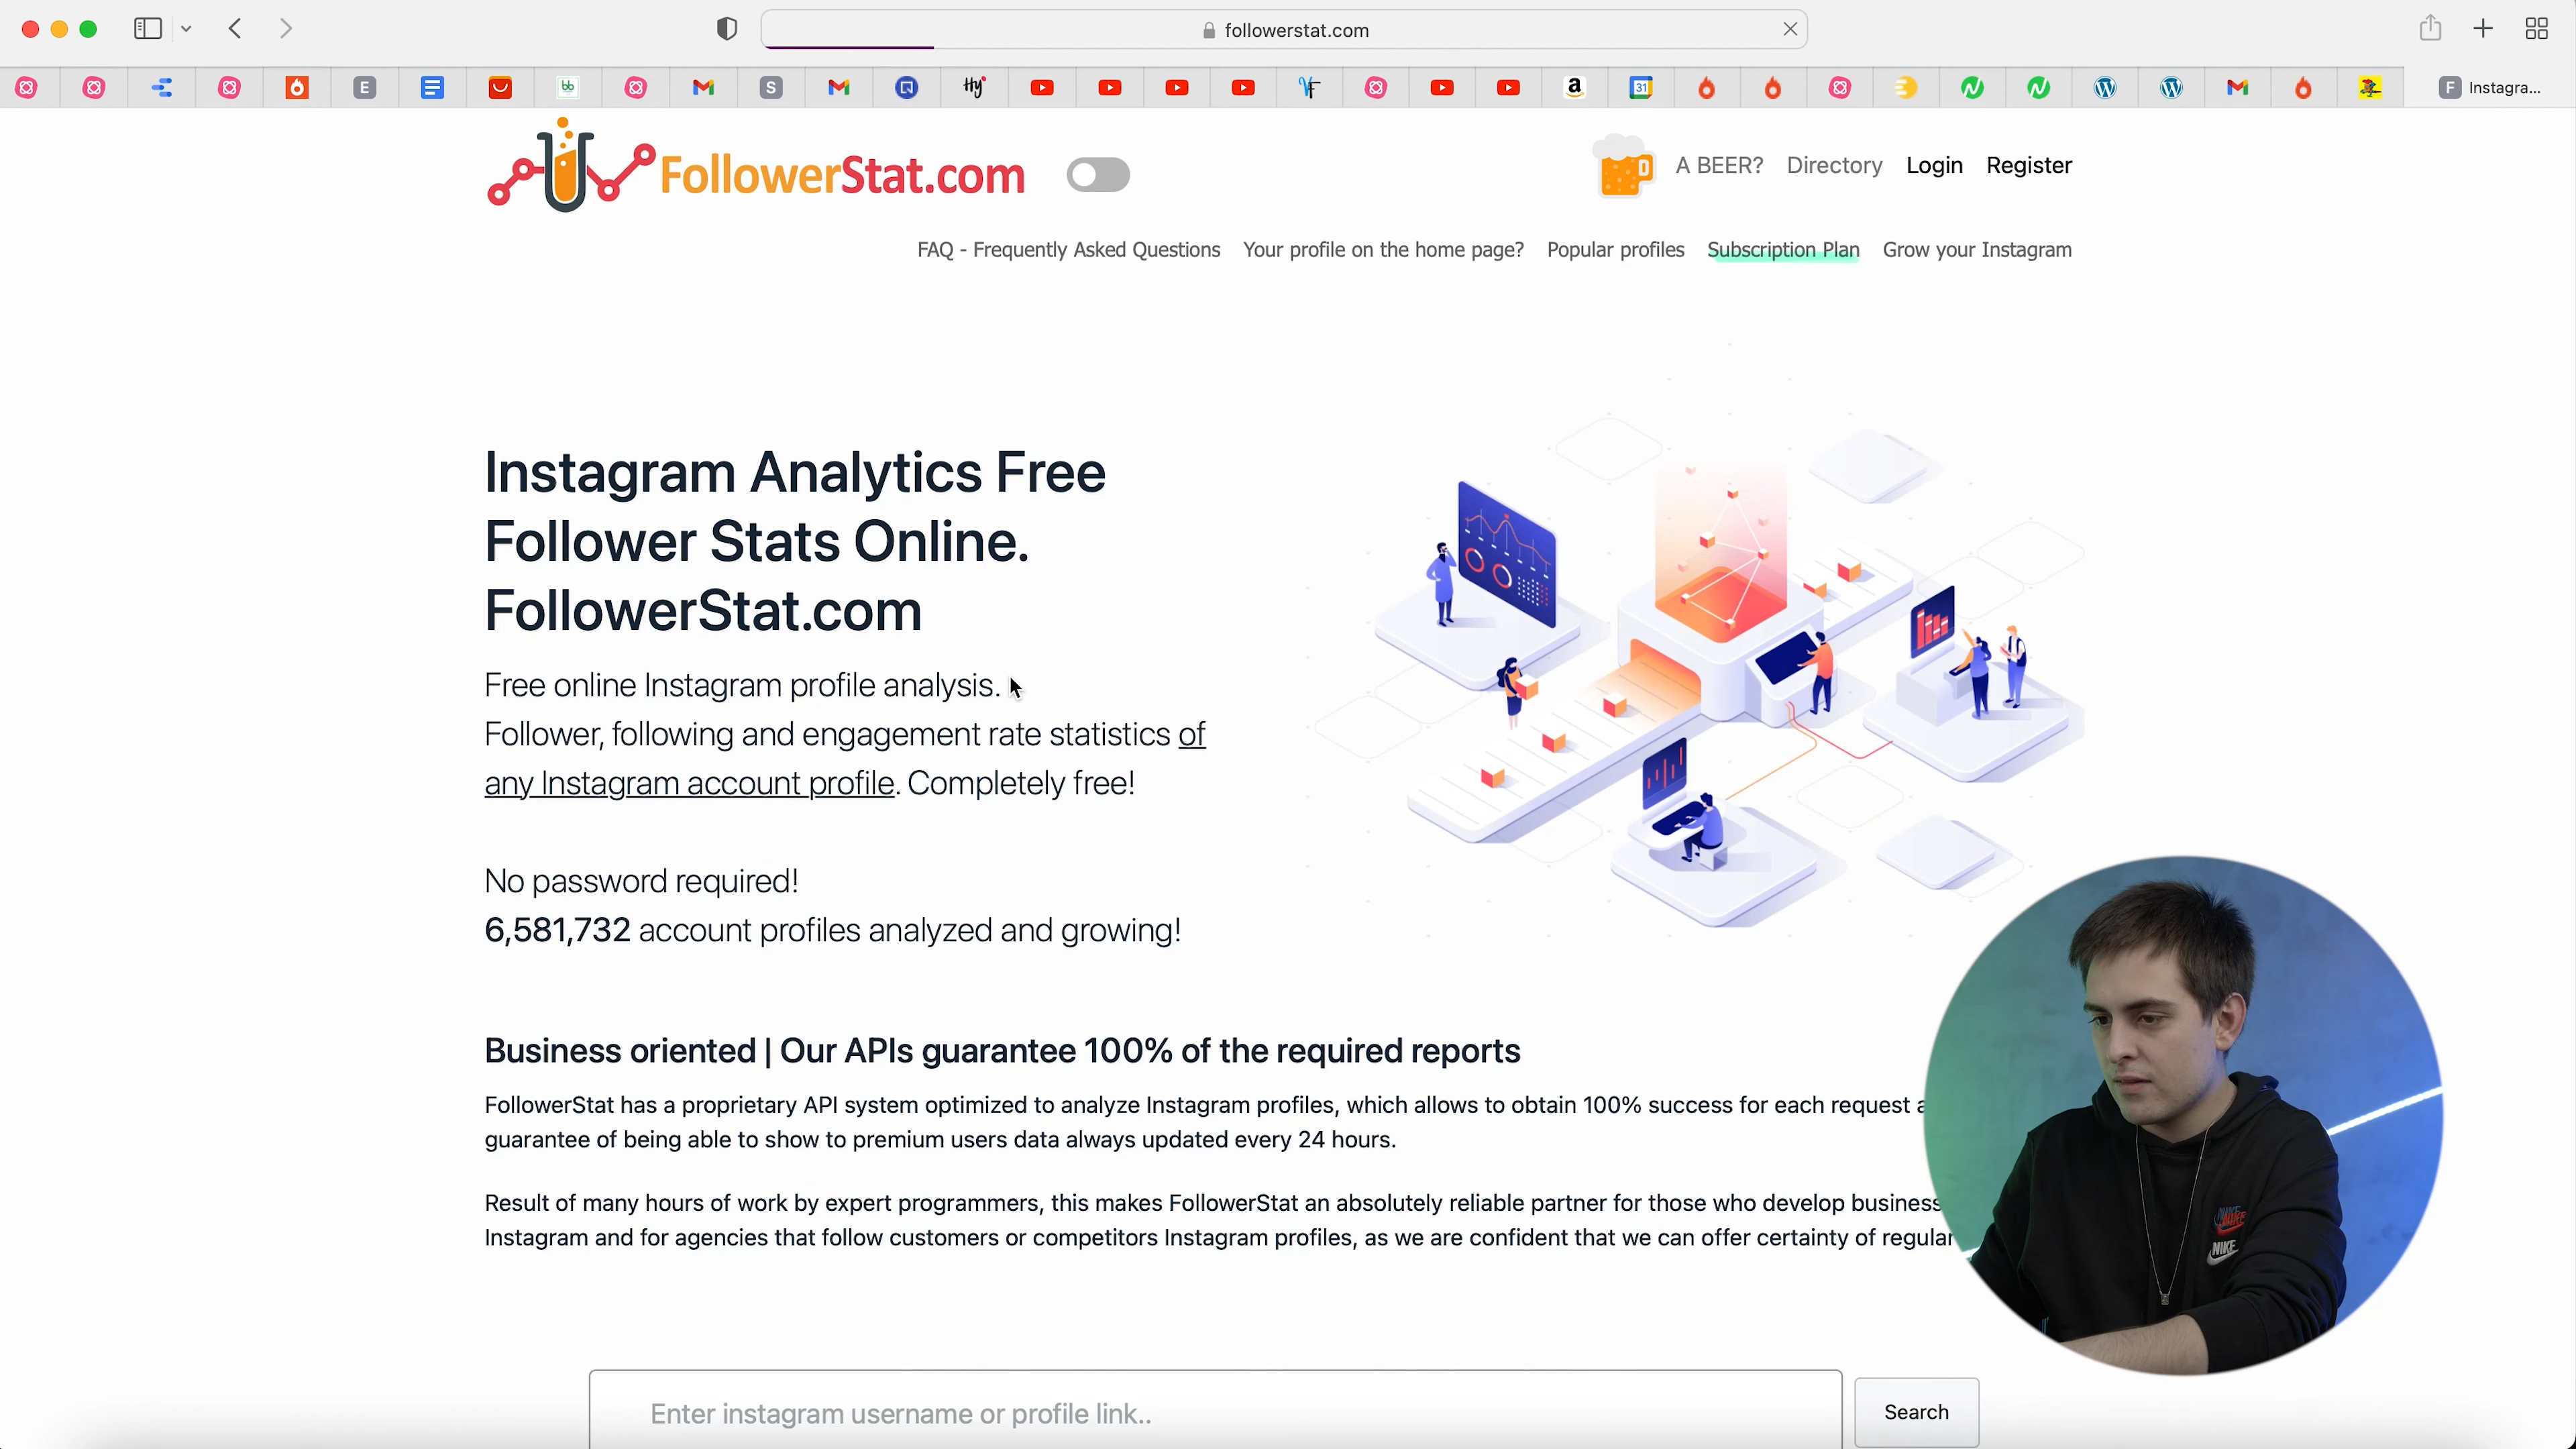 followerstat.com
E
bb
S
Hy
VF
a
31
F Instagra...
FollowerStat.com
A BEER? Directory Login Register
FAQ - Frequently Asked Questions Your profile on the home page? Popular profiles Subscription Plan Grow your Instagram
Instagram Analytics Free
Follower Stats Online.
FollowerStat.com
Free online Instagram profile analysis.
Follower, following and engagement rate statistics of
any Instagram account profile. Completely free!
No password required!
6,581,732 account profiles analyzed and growing!
Business oriented | Our APIs guarantee 100% of the required reports
FollowerStat has a proprietary API system optimized to analyze Instagram profiles, which allows to obtain 100% success for each request
guarantee of being able to show to premium users data always updated every 24 hours.
Result of many hours of work by expert programmers, this makes FollowerStat an absolutely reliable partner for those who develop business
Instagram and for agencies that follow customers or competitors Instagram profiles, as we are confident that we can offer certainty of regular
NIKE
NIKE
Enter instagram username or profile link..
Search